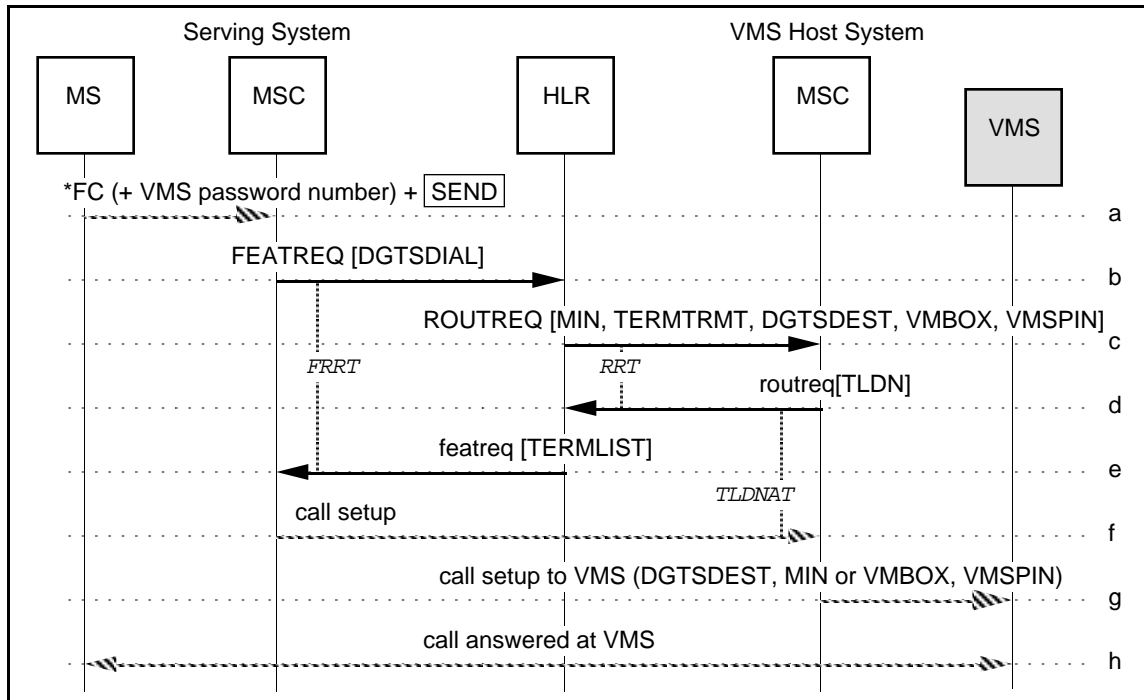 Serving System
VMS Host System
MS
MSC
HLR
MSC
VMS
*FC (+ VMS password number) + SEND
a
FEATREQ [DGTSDIAL]
b
ROUTREQ [MIN, TERMTRMT, DGTSDEST, VMBOX, VMSPIN]
c
FRRT
RRT
routreq[TLDN]
d
featreq [TERMLIST]
e
TLDNAT
call setup
f
call setup to VMS (DGTSDEST, MIN or VMBOX, VMSPIN)
g
call answered at VMS
h